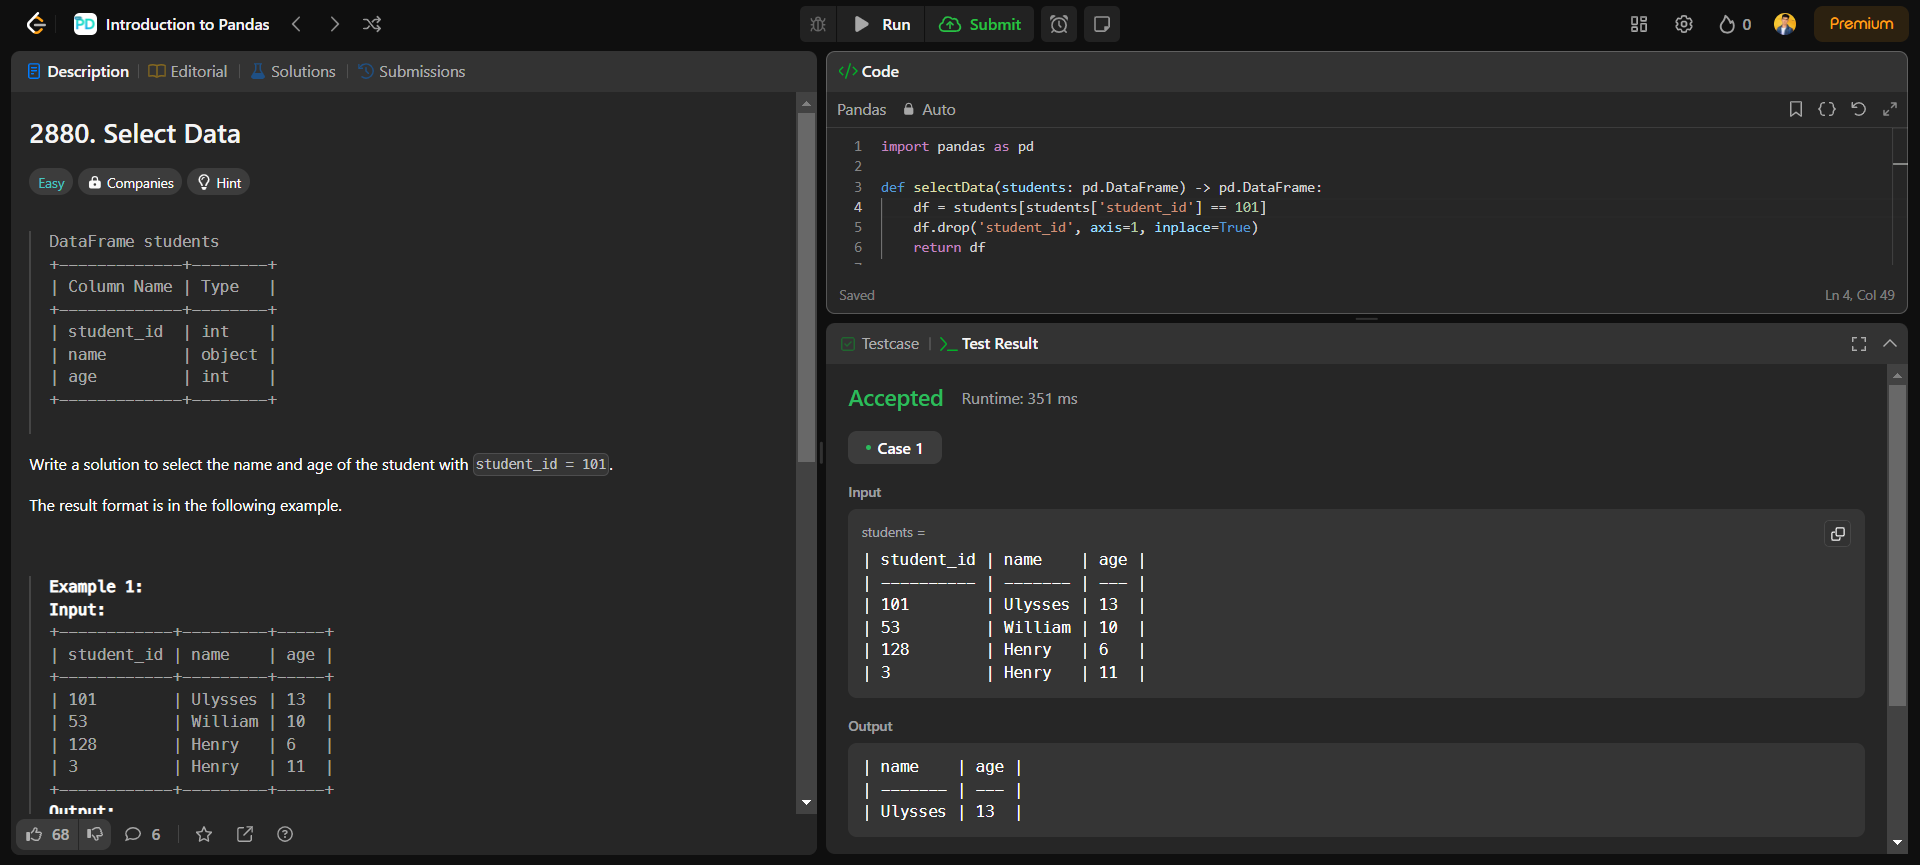 Introduction to Pandas
Run
Submit
0
Premium
Description
Editorial
Solutions
Submissions
2880. Select Data
Easy
Companies
Hint
DataFrame students
+-------------+--------+
| Column Name | Type   |
+-------------+--------+
| student_id  | int    |
| name        | object |
| age         | int    |
+-------------+--------+
Write a solution to select the name and age of the student with student_id = 101.
The result format is in the following example.
Example 1:
Input:
+------------+---------+-----+
| student_id | name    | age |
+------------+---------+-----+
| 101        | Ulysses | 13  |
| 53         | William | 10  |
| 128        | Henry   | 6   |
| 3          | Henry   | 11  |
+------------+---------+-----+
Output:
68
6
</> Code
Pandas
Auto
1 import pandas as pd
2
3 def selectData(students: pd.DataFrame) -> pd.DataFrame:
4     df = students[students['student_id'] == 101]
5     df.drop('student_id', axis=1, inplace=True)
6     return df
Saved
Ln 4, Col 49
Testcase
Test Result
Accepted
Runtime: 351 ms
• Case 1
Input
students =
| student_id | name    | age |
| ---------- | ------- | --- |
| 101        | Ulysses | 13  |
| 53         | William | 10  |
| 128        | Henry   | 6   |
| 3          | Henry   | 11  |
Output
| name    | age |
| ------- | --- |
| Ulysses | 13  |